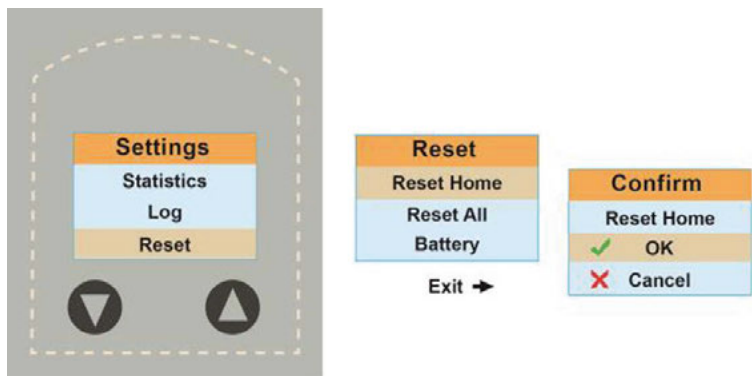 Settings
Statistics
Log
Reset
Reset
Reset Home
Reset All
Battery
Exit
Confirm
Reset Home
OK
Cancel